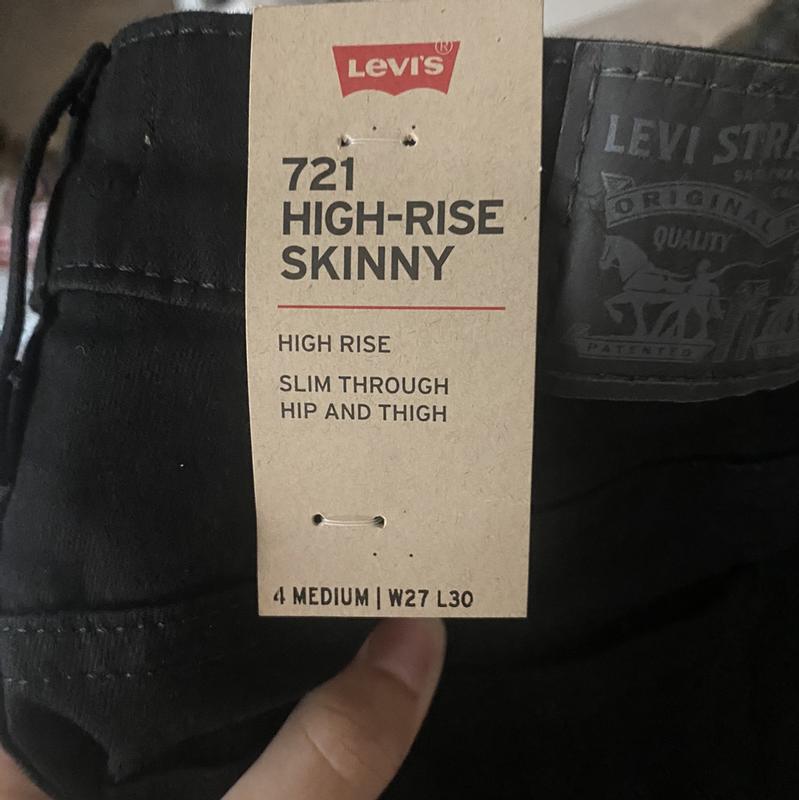 LEVI'S®
721
HIGH-RISE
SKINNY
HIGH RISE
SLIM THROUGH
HIP AND THIGH
4 MEDIUM | W27 L30
LEVI STRA
ORIGINAL
QUALITY
PATENTED